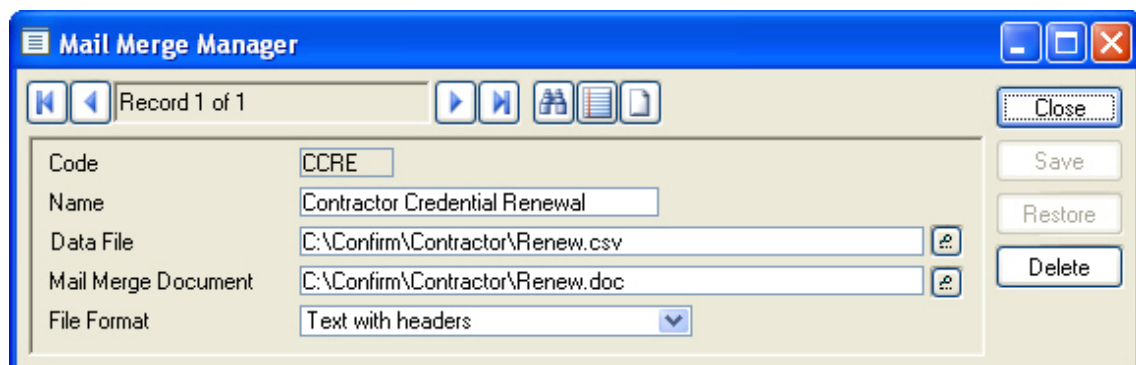 Mail Merge Manager
Record 1 of 1
Close
Code CCRE
Save
Name Contractor Credential Renewal
Restore
Data File C:\Confirm\Contractor\Renew.csv
Mail Merge Document C:\Confirm\Contractor\Renew.doc
Delete
File Format Text with headers